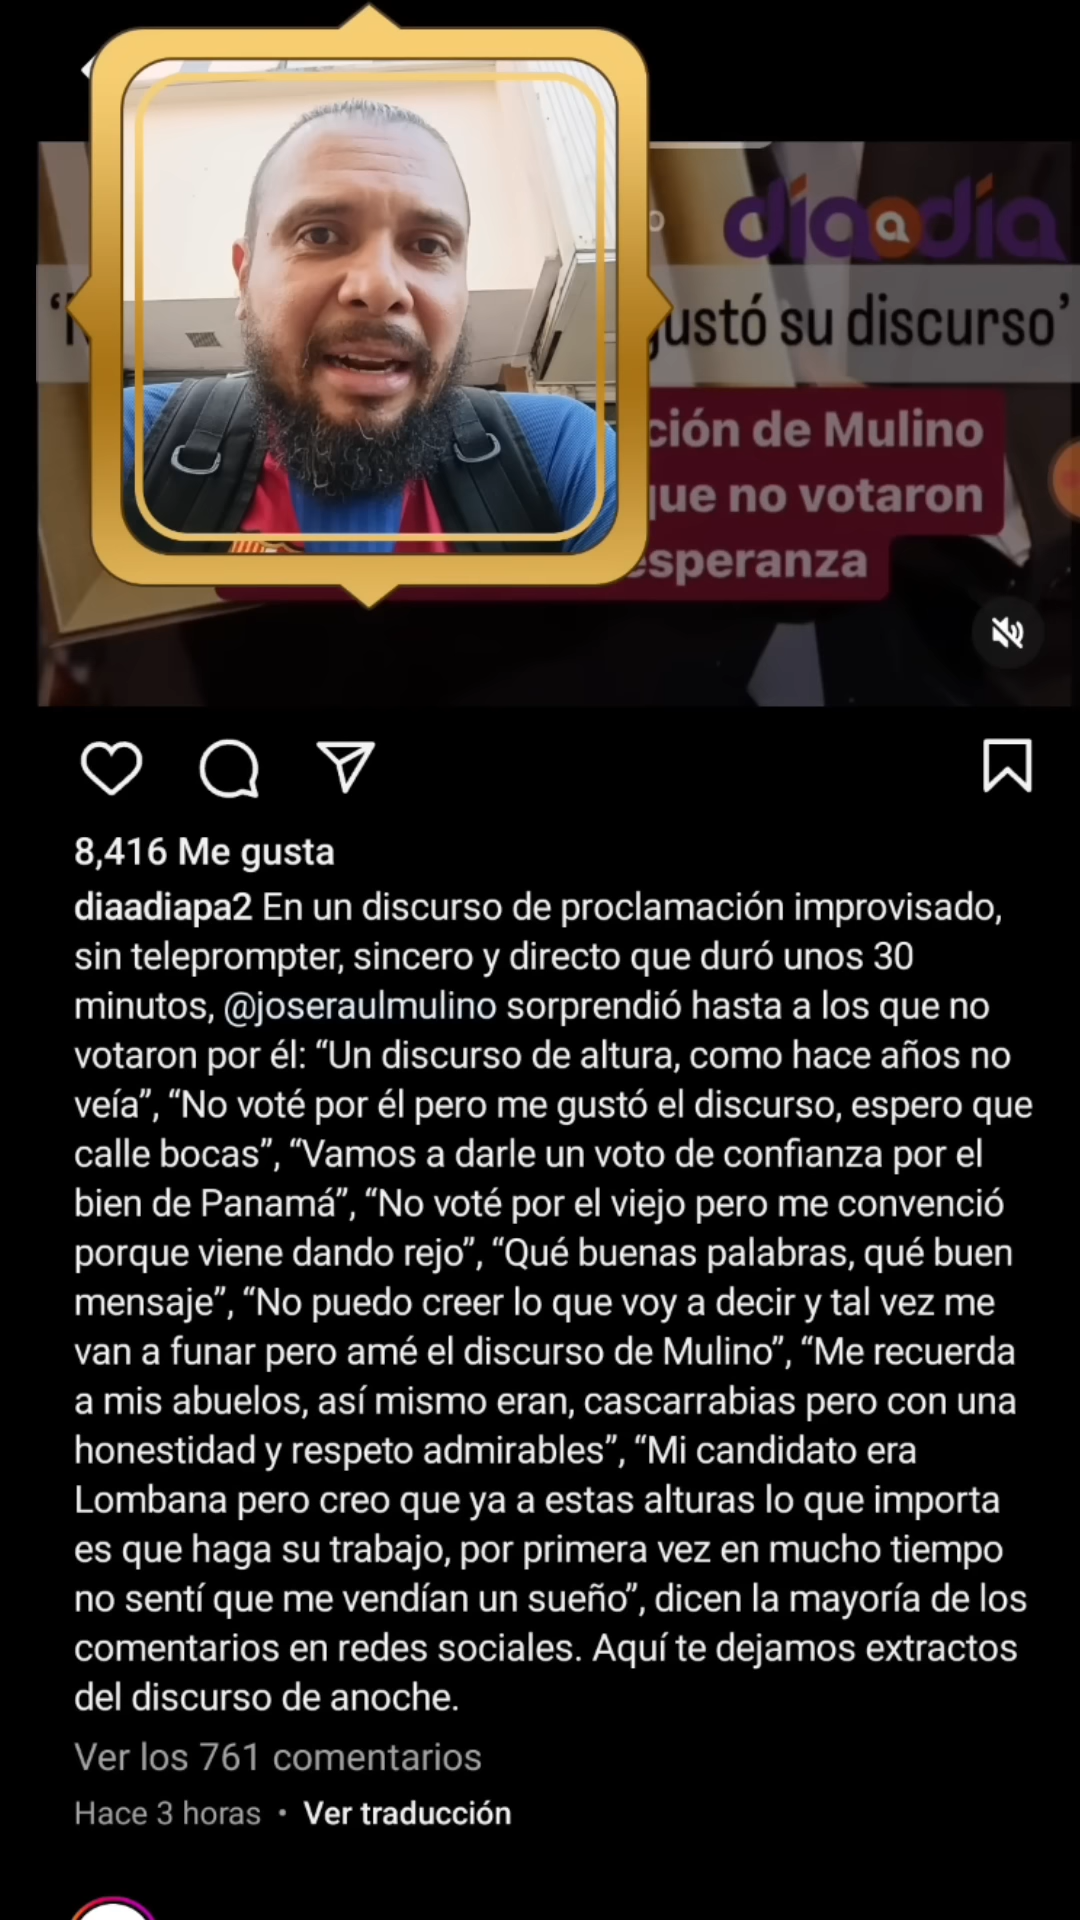 díaadía
ustó su discurso’
ción de Mulino
que no votaron
esperanza
8,416 Me gusta
diaadiapa2 En un discurso de proclamación improvisado,
sin teleprompter, sincero y directo que duró unos 30
minutos, @joseraulmulino sorprendió hasta a los que no
votaron por él: “Un discurso de altura, como hace años no
veía”, “No voté por él pero me gustó el discurso, espero que
calle bocas”, “Vamos a darle un voto de confianza por el
bien de Panamá”, “No voté por el viejo pero me convenció
porque viene dando rejo”, “Qué buenas palabras, qué buen
mensaje”, “No puedo creer lo que voy a decir y tal vez me
van a funar pero amé el discurso de Mulino”, “Me recuerda
a mis abuelos, así mismo eran, cascarrabias pero con una
honestidad y respeto admirables”, “Mi candidato era
Lombana pero creo que ya a estas alturas lo que importa
es que haga su trabajo, por primera vez en mucho tiempo
no sentí que me vendían un sueño”, dicen la mayoría de los
comentarios en redes sociales. Aquí te dejamos extractos
del discurso de anoche.
Ver los 761 comentarios
Hace 3 horas • Ver traducción